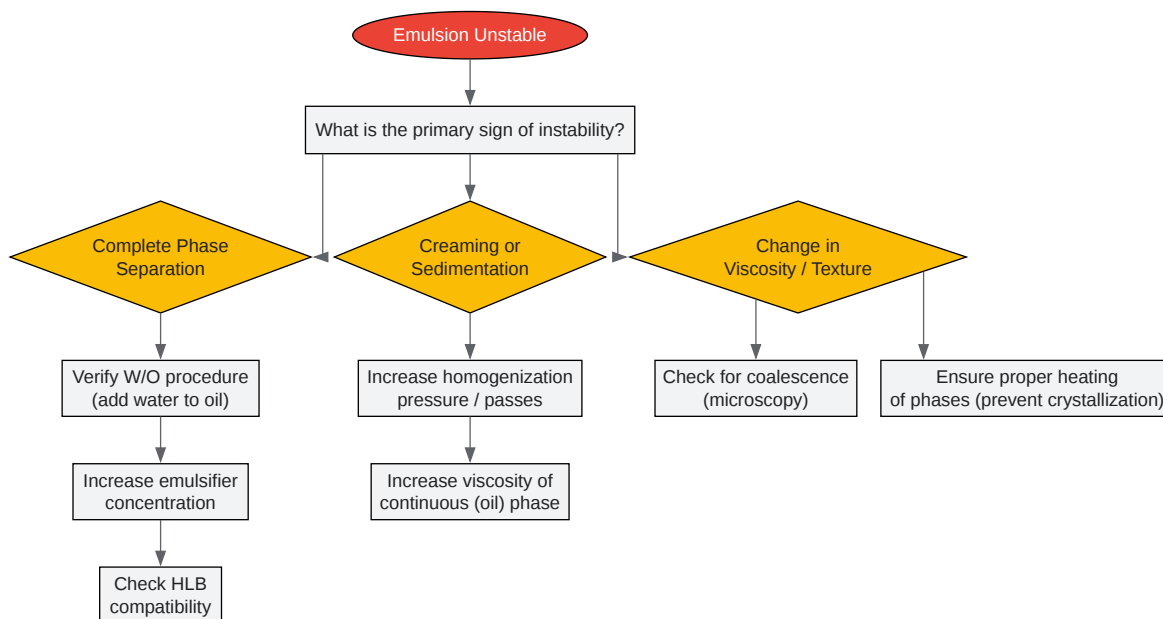 Emulsion Unstable
What is the primary sign of instability?
Complete Phase
Separation
Creaming or
Sedimentation
Change in
Viscosity / Texture
Verify W/O procedure
(add water to oil)
Increase homogenization
pressure / passes
Check for coalescence
(microscopy)
Ensure proper heating
of phases (prevent crystallization)
Increase emulsifier
concentration
Increase viscosity of
continuous (oil) phase
Check HLB
compatibility